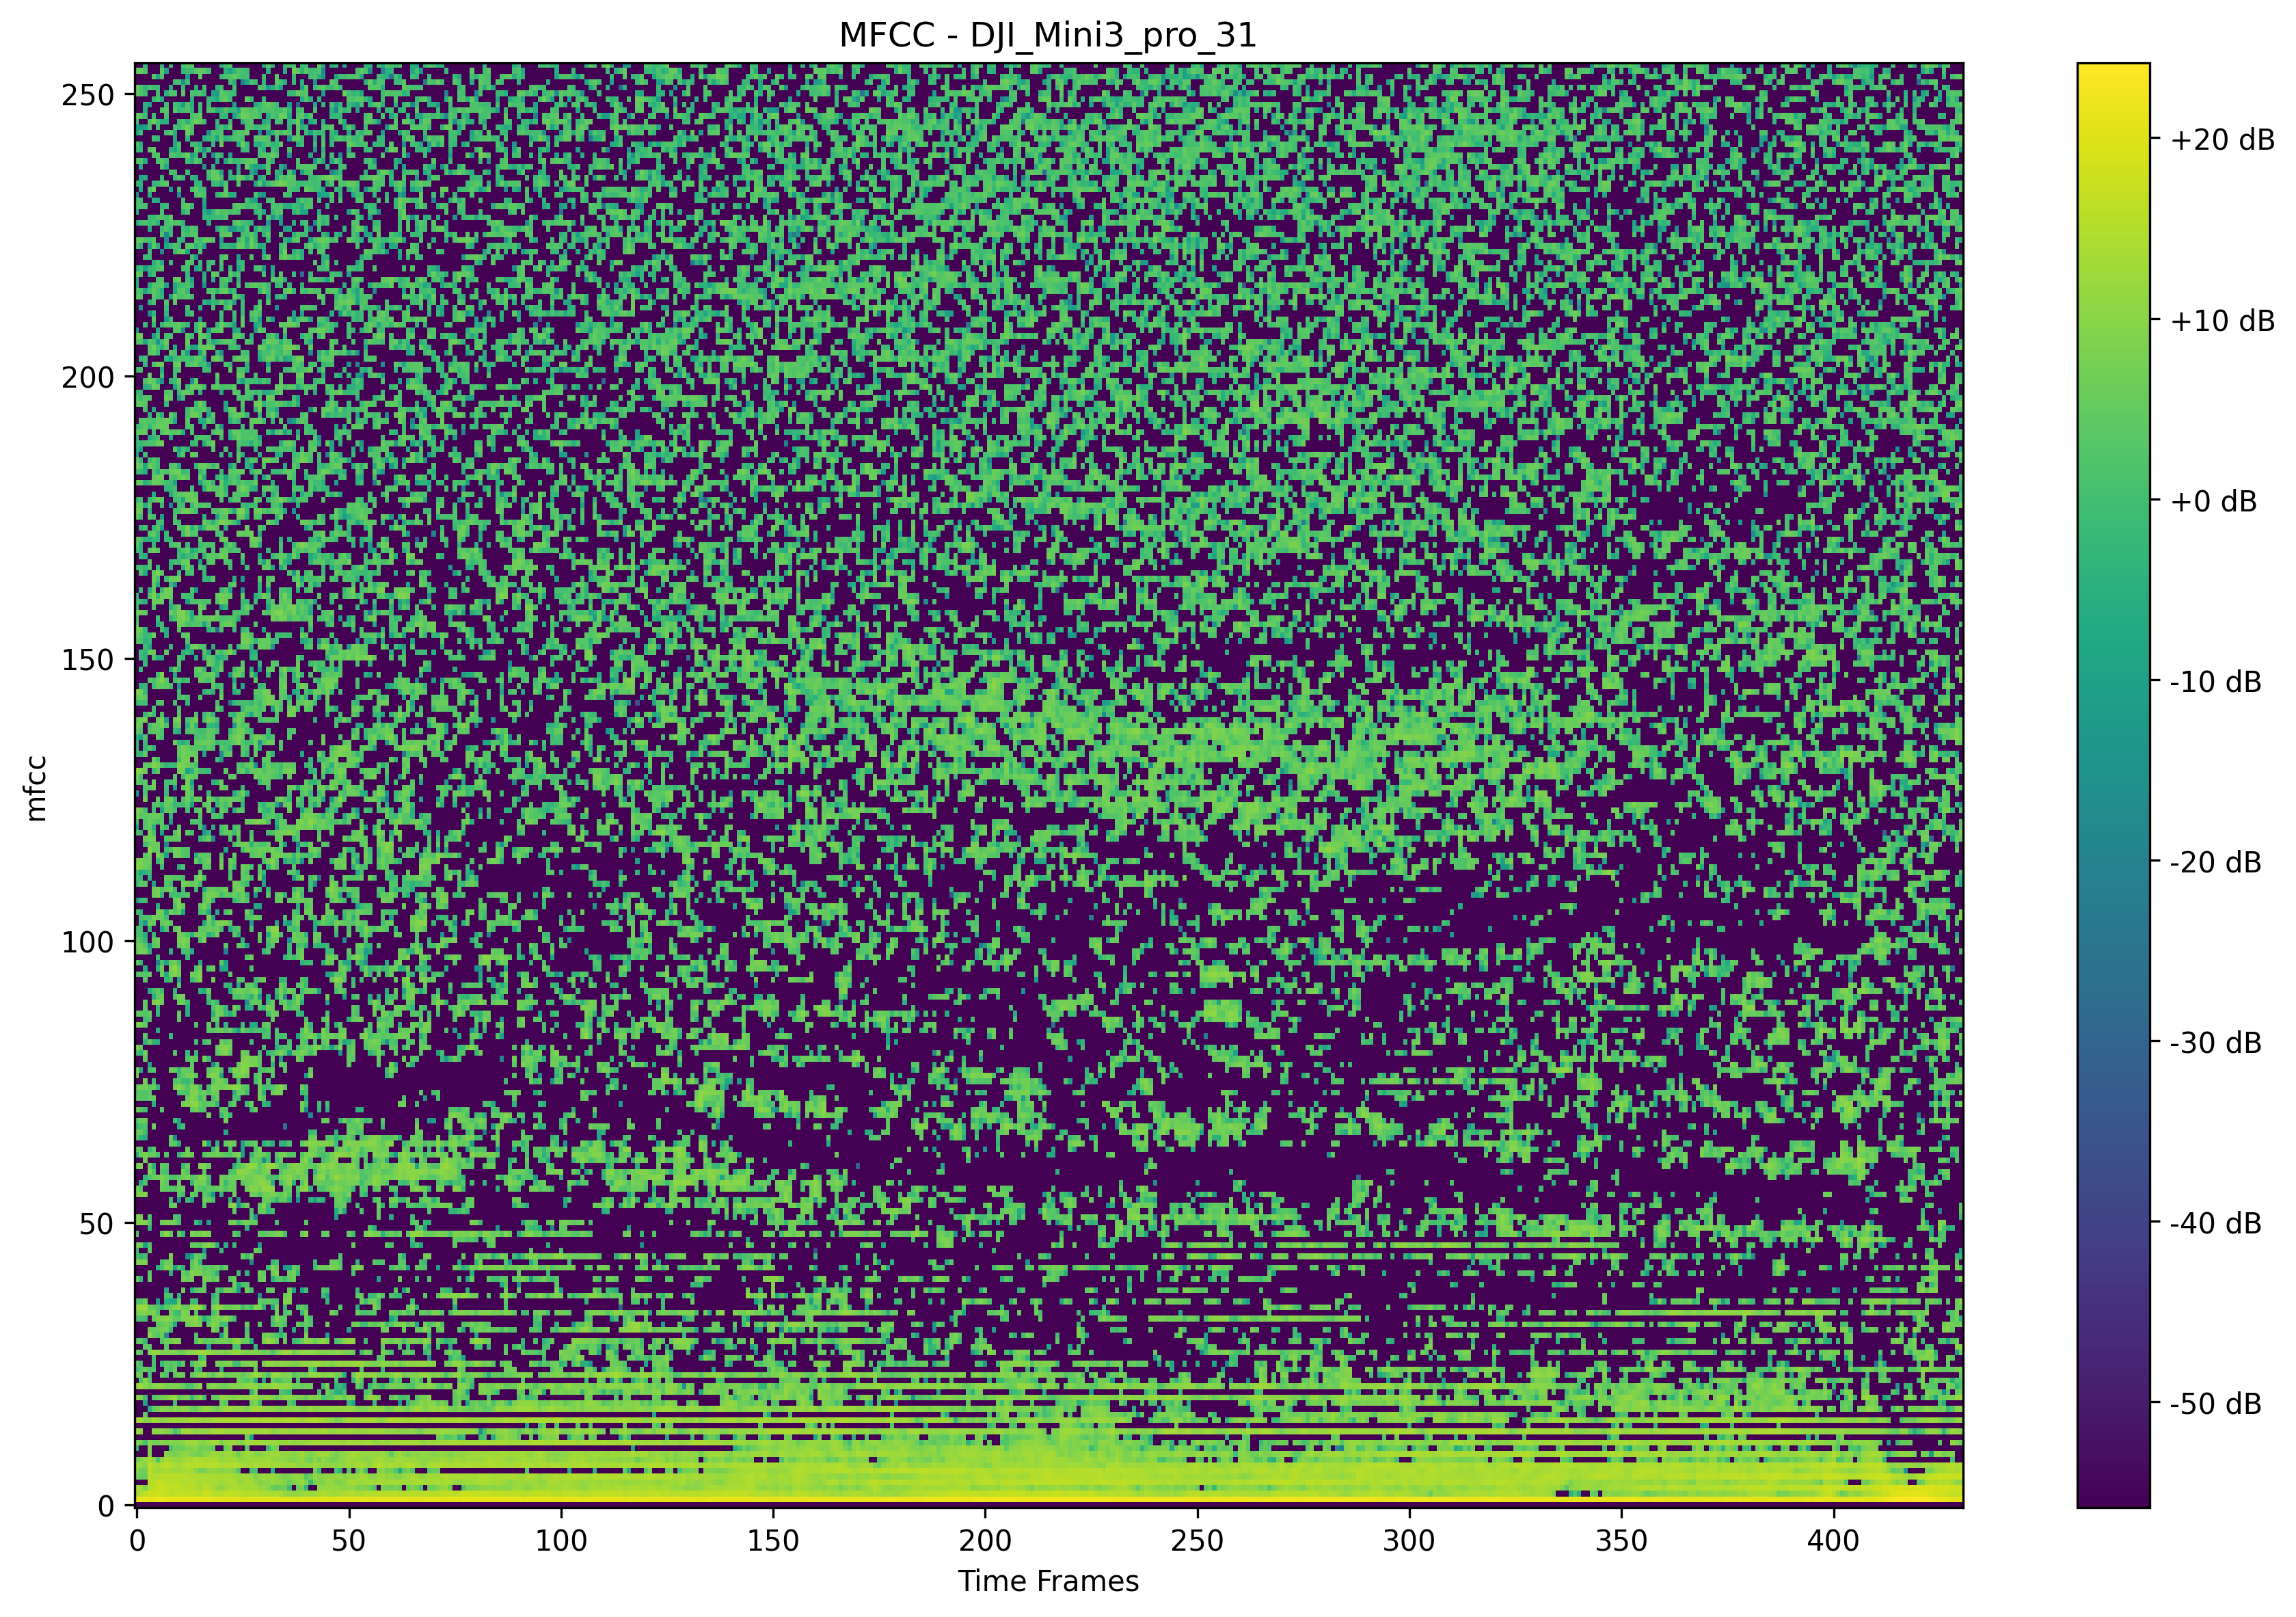 MFCC - DJI_Mini3_pro_31
250
200
150
100
50
0
mfcc
0 50 100 150 200 250 300 350 400
Time Frames
+20 dB
+10 dB
+0 dB
-10 dB
-20 dB
-30 dB
-40 dB
-50 dB